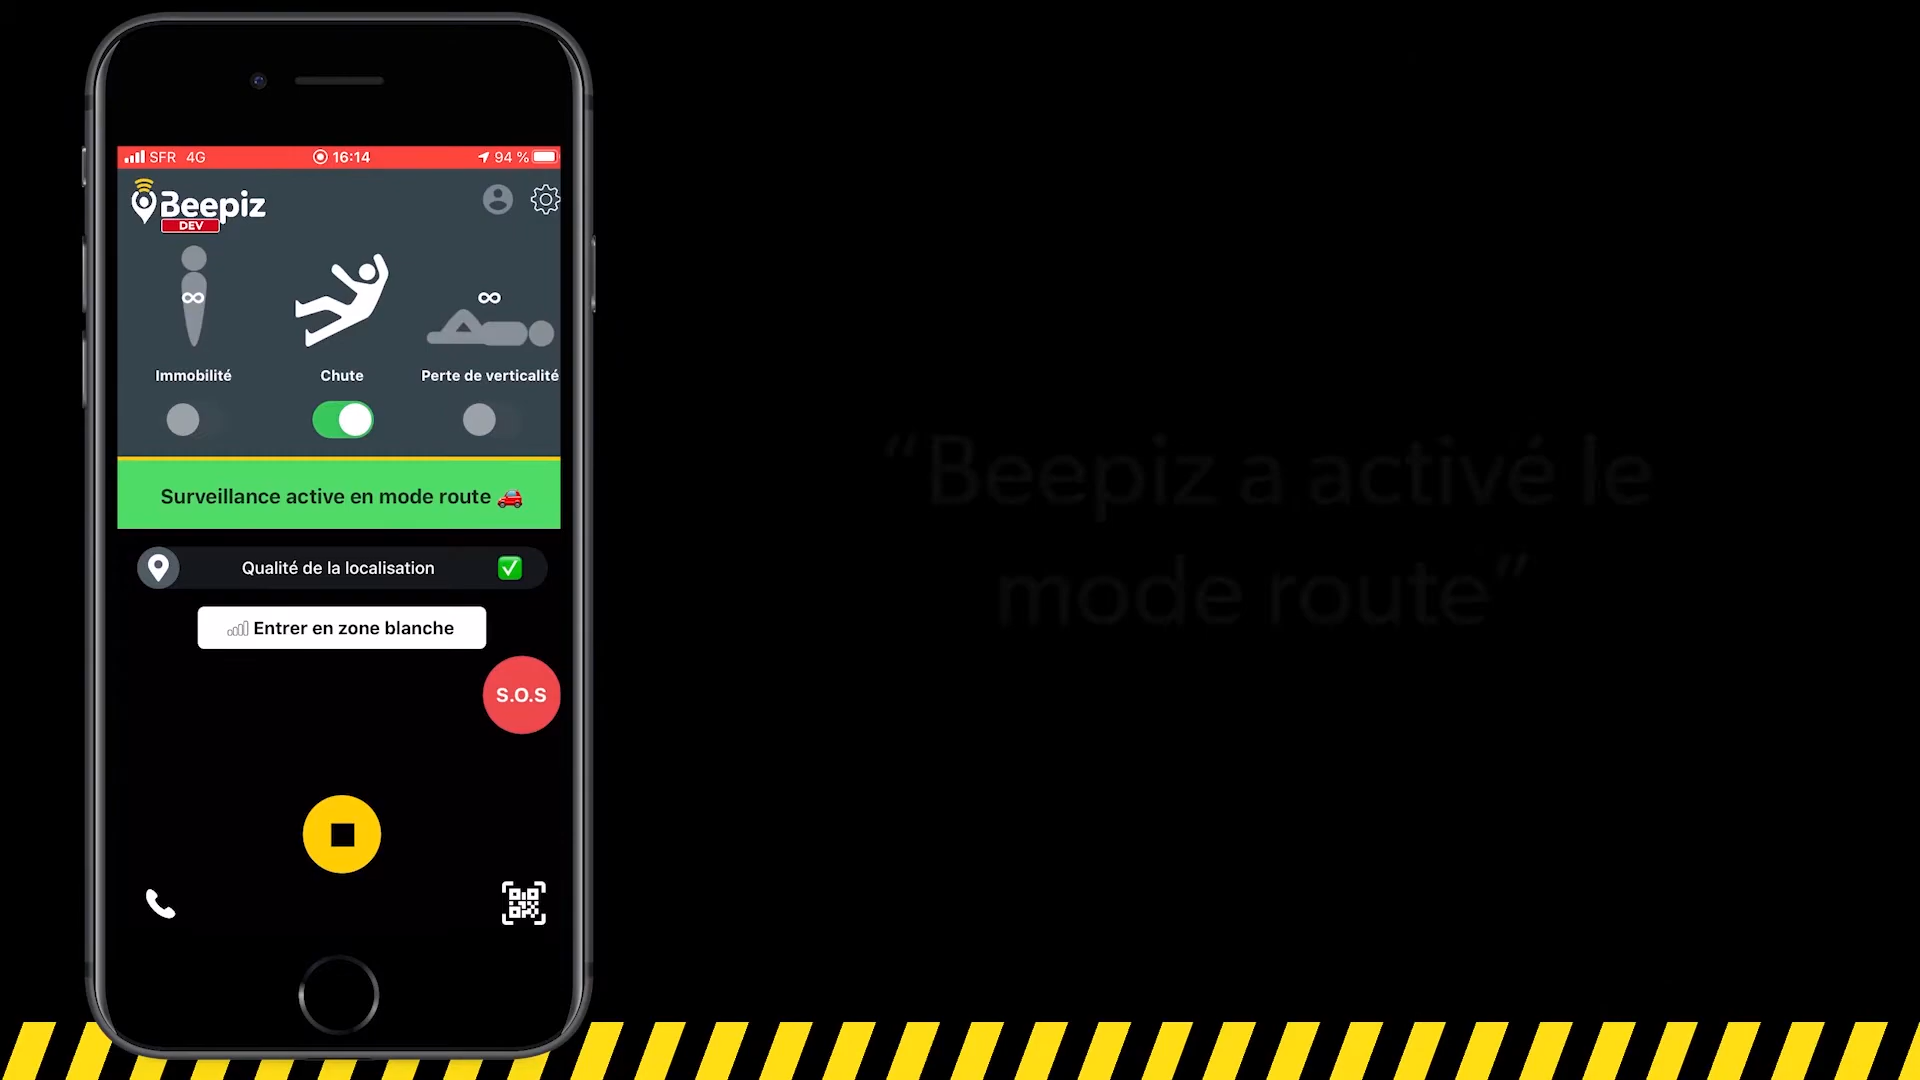 SFR 4G 16:14 94 %
Beepiz
DEV
∞ ∞
Immobilité Chute Perte de verticalité
Surveillance active en mode route 🚗
Qualité de la localisation ✅
Entrer en zone blanche
S.O.S
“Beepiz a activé le
mode route”